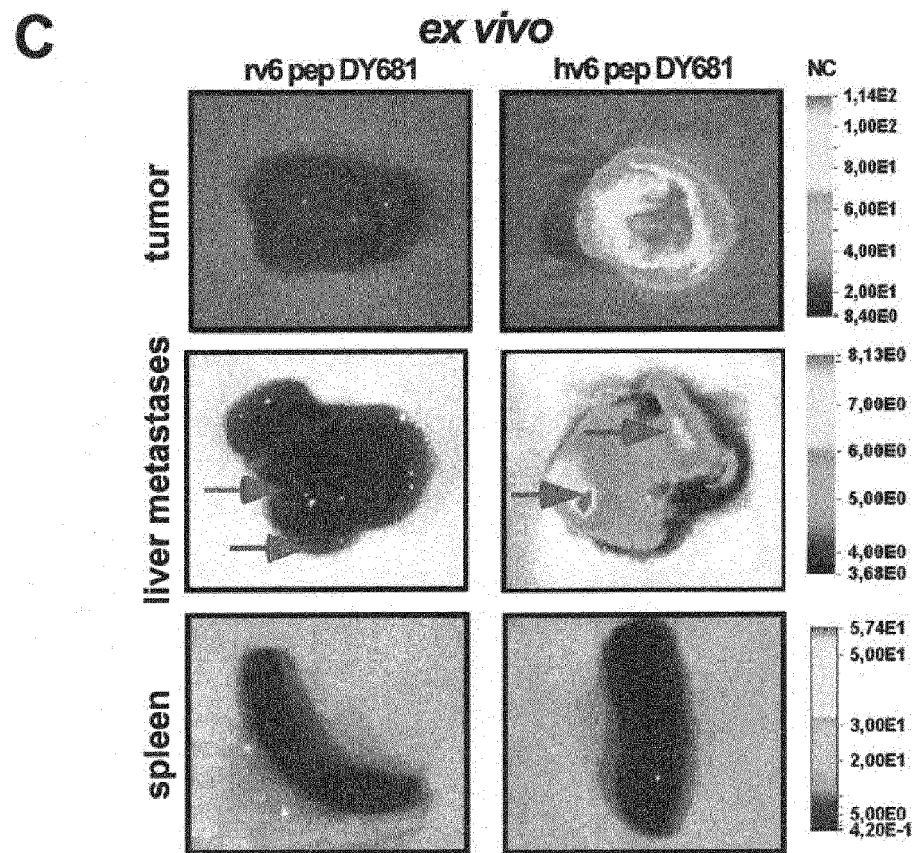 C
ex vivo
rv6 pep DY681
hv6 pep DY681
NC
tumor
1,14E2
1,00E2
8,00E1
6,00E1
4,00E1
2,00E1
8,40E0
liver metastases
8,13E0
7,00E0
6,00E0
5,00E0
4,00E0
3,68E0
spleen
5,74E1
5,00E1
3,00E1
2,00E1
5,00E0
4,20E-1